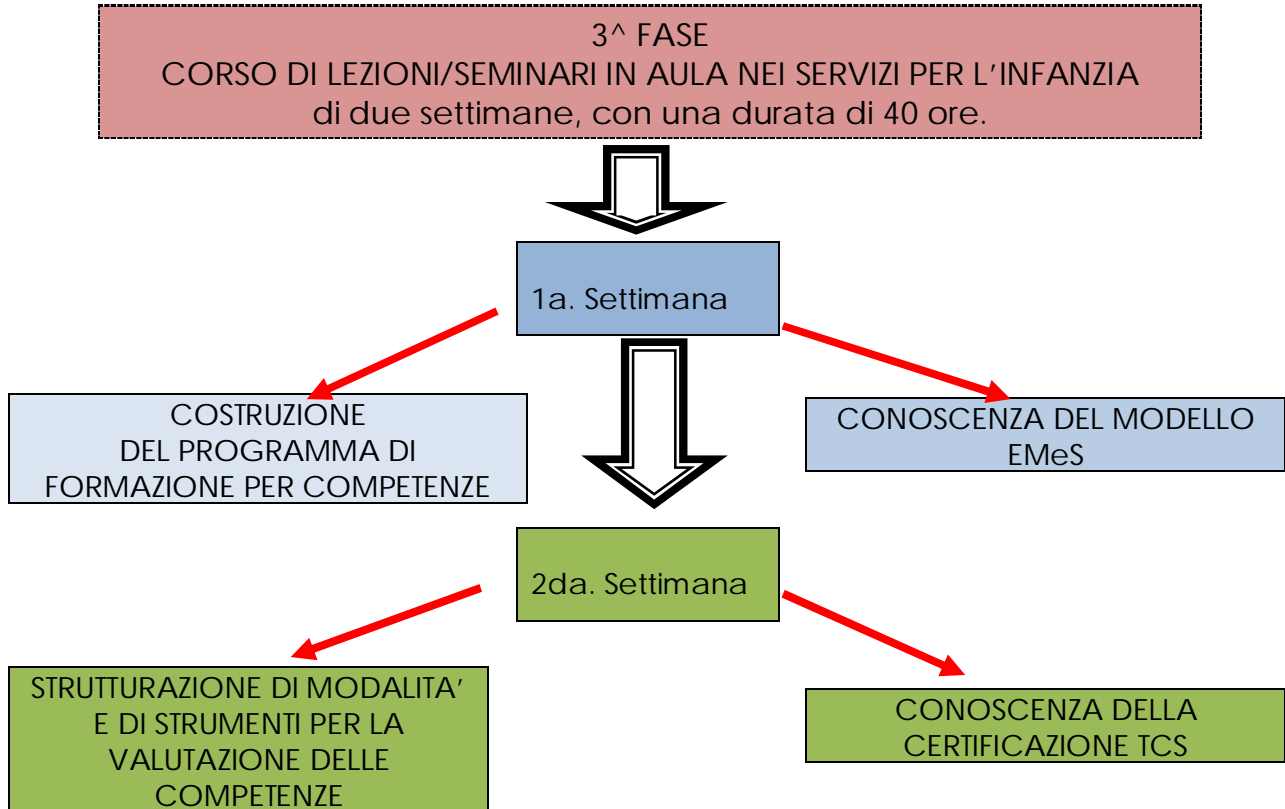 3^ FASE
CORSO DI LEZIONI/SEMINARI IN AULA NEI SERVIZI PER L'INFANZIA
di due settimane, con una durata di 40 ore.
1a. Settimana
COSTRUZIONE
DEL PROGRAMMA DI
FORMAZIONE PER COMPETENZE
CONOSCENZA DEL MODELLO
EMeS
2da. Settimana
STRUTTURAZIONE DI MODALITA'
E DI STRUMENTI PER LA
VALUTAZIONE DELLE
COMPETENZE
CONOSCENZA DELLA
CERTIFICAZIONE TCS